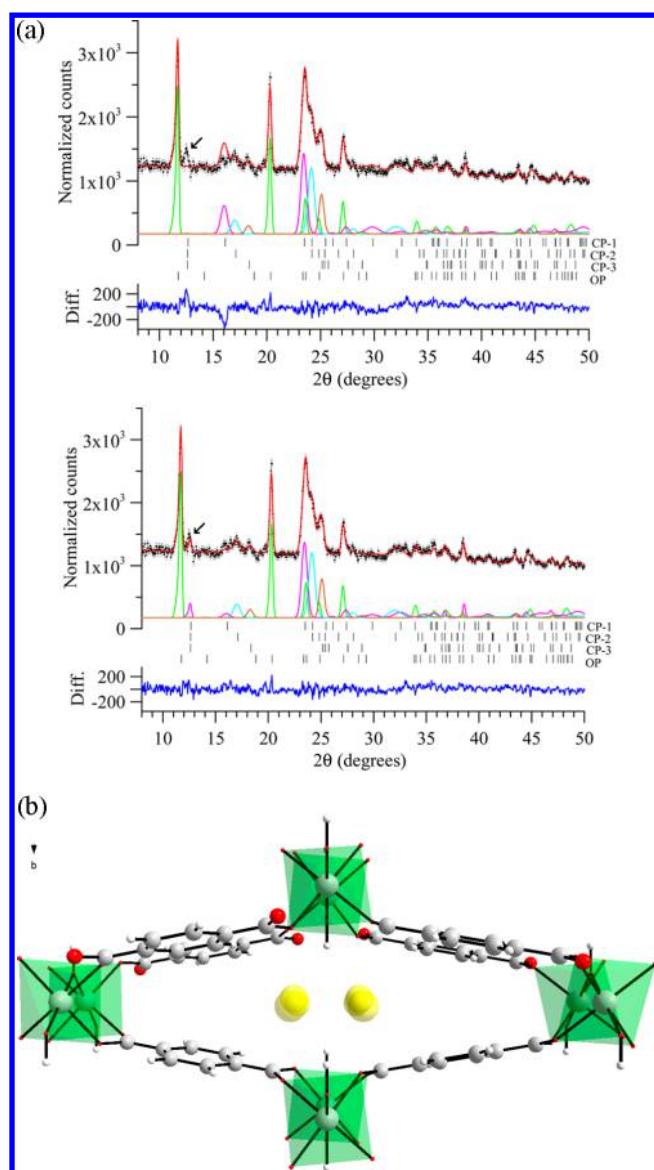 (a)
3x10³
2x10³
1x10³
0
Normalized counts
CP-1
CP-2
CP-3
OP
200
-200
Diff.
10 15 20 25 30 35 40 45 50
2θ (degrees)
3x10³
2x10³
1x10³
0
Normalized counts
CP-1
CP-2
CP-3
OP
200
-200
Diff.
10 15 20 25 30 35 40 45 50
2θ (degrees)
(b)
b